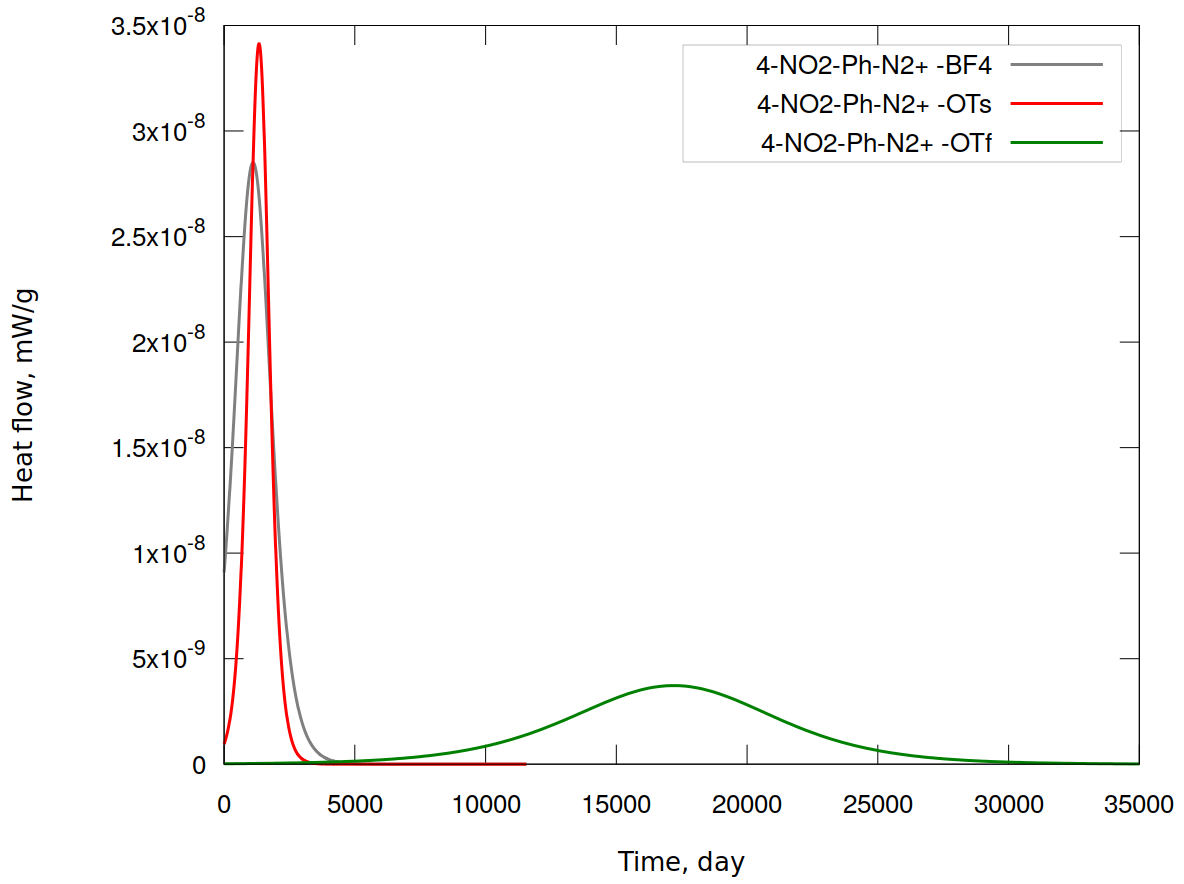 3.5x10^-8
3x10^-8
2.5x10^-8
2x10^-8
1.5x10^-8
1x10^-8
5x10^-9
0
Heat flow, mW/g
4-NO2-Ph-N2+ -BF4
4-NO2-Ph-N2+ -OTs
4-NO2-Ph-N2+ -OTf
0 5000 10000 15000 20000 25000 30000 35000
Time, day